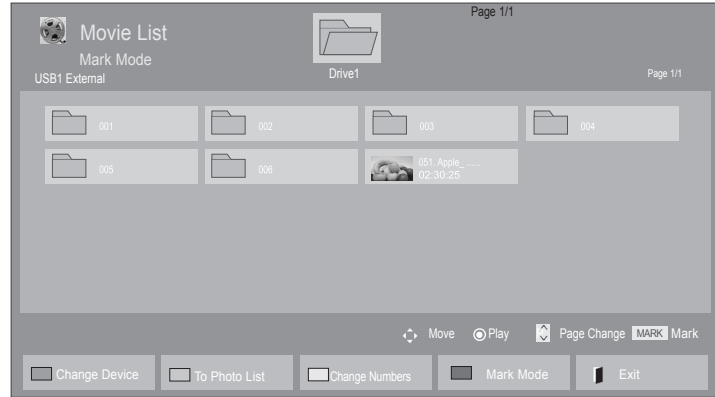 Page 1/1
Movie List
Mark Mode
USB1 External
Drive1
Page 1/1
001
002
003
004
005
006
051. Apple_ ......
02:30:25
Move
Play
Page Change
MARK Mark
Change Device
To Photo List
Change Numbers
Mark Mode
Exit